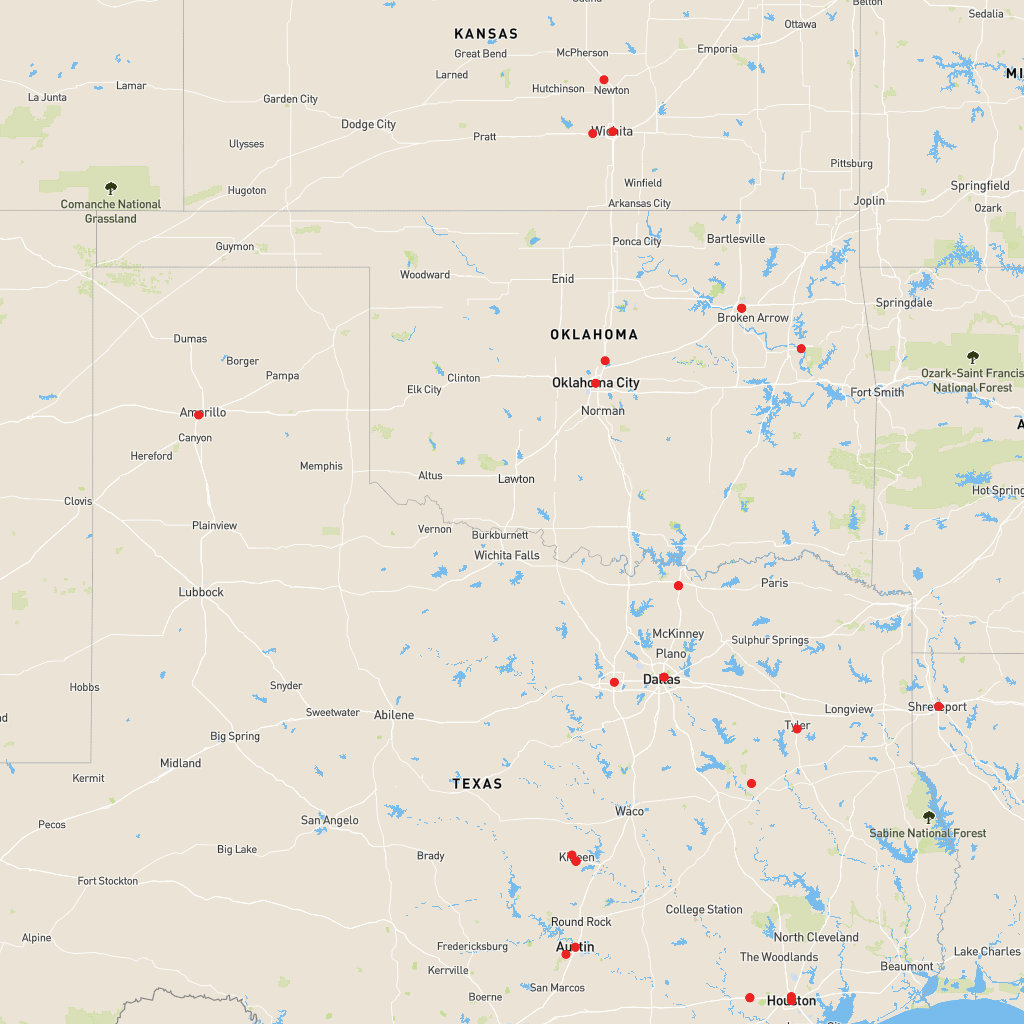 Belton
Sedalia
Ottawa
KANSAS
Emporia
McPherson
Great Bend
Larned
MI
Lamar
Hutchinson
Newton
La Junta
Garden City
Dodge City
Wichita
Pratt
Ulysses
Pittsburg
Winfield
Springfield
Hugoton
Comanche National
Grassland
Arkansas City
Joplin
Ozark
Guymon
Ponca City
Bartlesville
Woodward
Enid
Springdale
Broken Arrow
OKLAHOMA
Dumas
Borger
Pampa
Clinton
Elk City
Oklahoma City
Ozark-Saint Francis
National Forest
Fort Smith
Amarillo
Norman
A
Canyon
Hereford
Memphis
Altus
Lawton
Hot Spring
Clovis
Plainview
Vernon
Burkburnett
Wichita Falls
Paris
Lubbock
McKinney
Sulphur Springs
Plano
Dallas
Hobbs
Snyder
Sweetwater
Abilene
Longview
Shreveport
nd
Tyler
Big Spring
Midland
Kermit
TEXAS
Waco
Pecos
San Angelo
Sabine National Forest
Big Lake
Brady
Killeen
Fort Stockton
College Station
Round Rock
Alpine
North Cleveland
Fredericksburg
Austin
Lake Charles
The Woodlands
Kerrville
Beaumont
Boerne
San Marcos
Houston